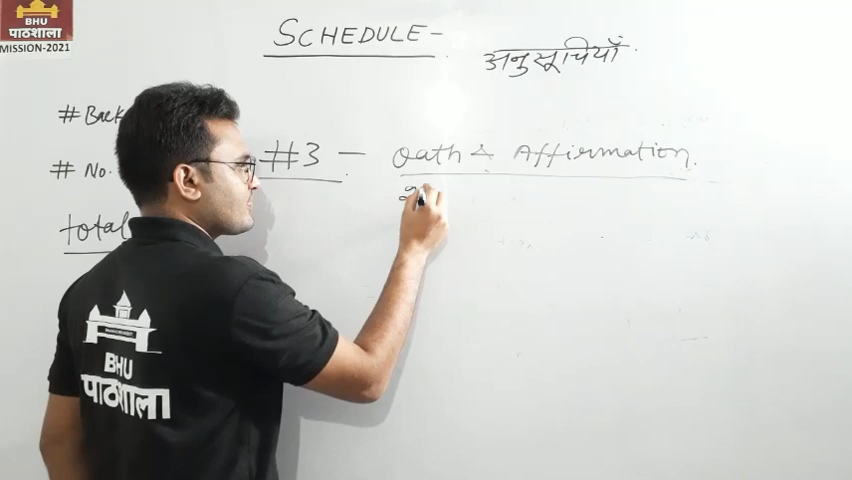 BHU
पाठशाला
MISSION-2021
SCHEDULE-
अनुसूचियाँ.
# Back
# 3 - Oath & Affirmation.
# No.
total
BHU
पाठशाला